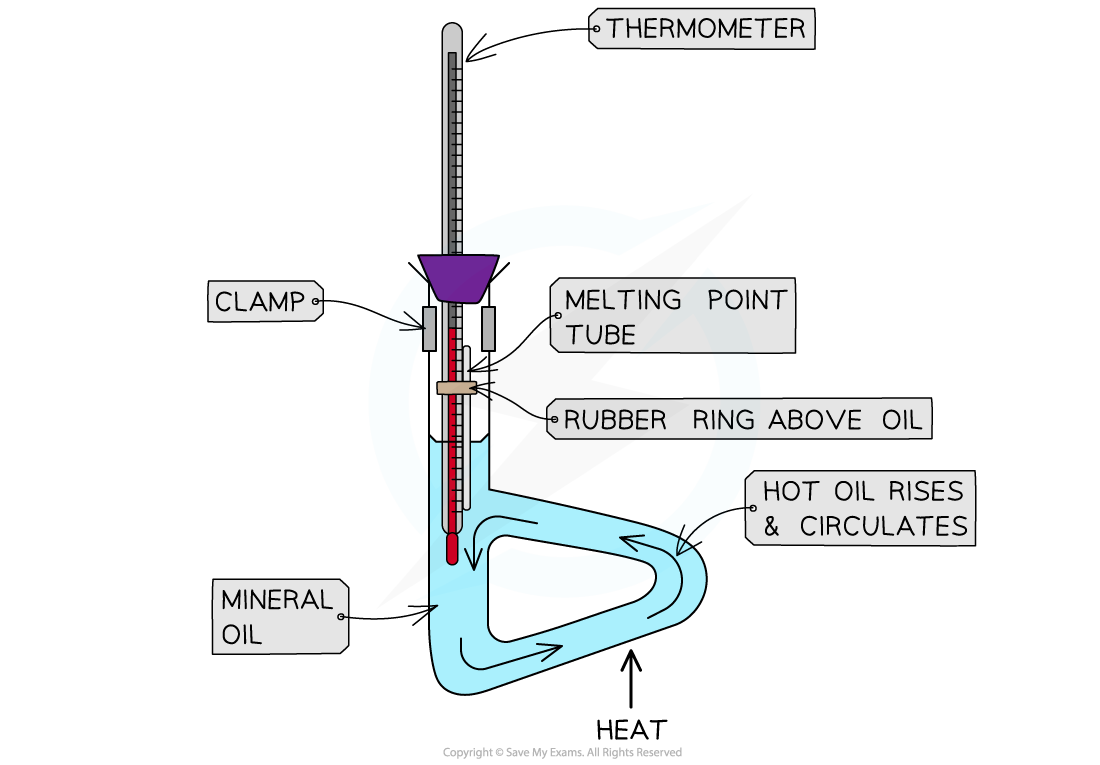 THERMOMETER
CLAMP
MELTING POINT
TUBE
RUBBER RING ABOVE OIL
HOT OIL RISES
& CIRCULATES
MINERAL
OIL
HEAT
Copyright © Save My Exams. All Rights Reserved